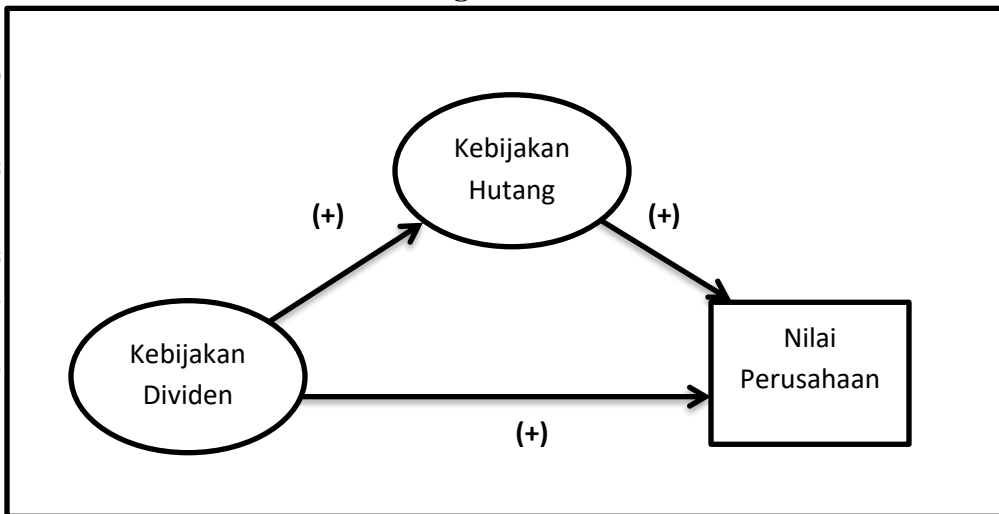 Kebijakan
Hutang
(+)
(+)
Kebijakan
Dividen
Nilai
Perusahaan
(+)